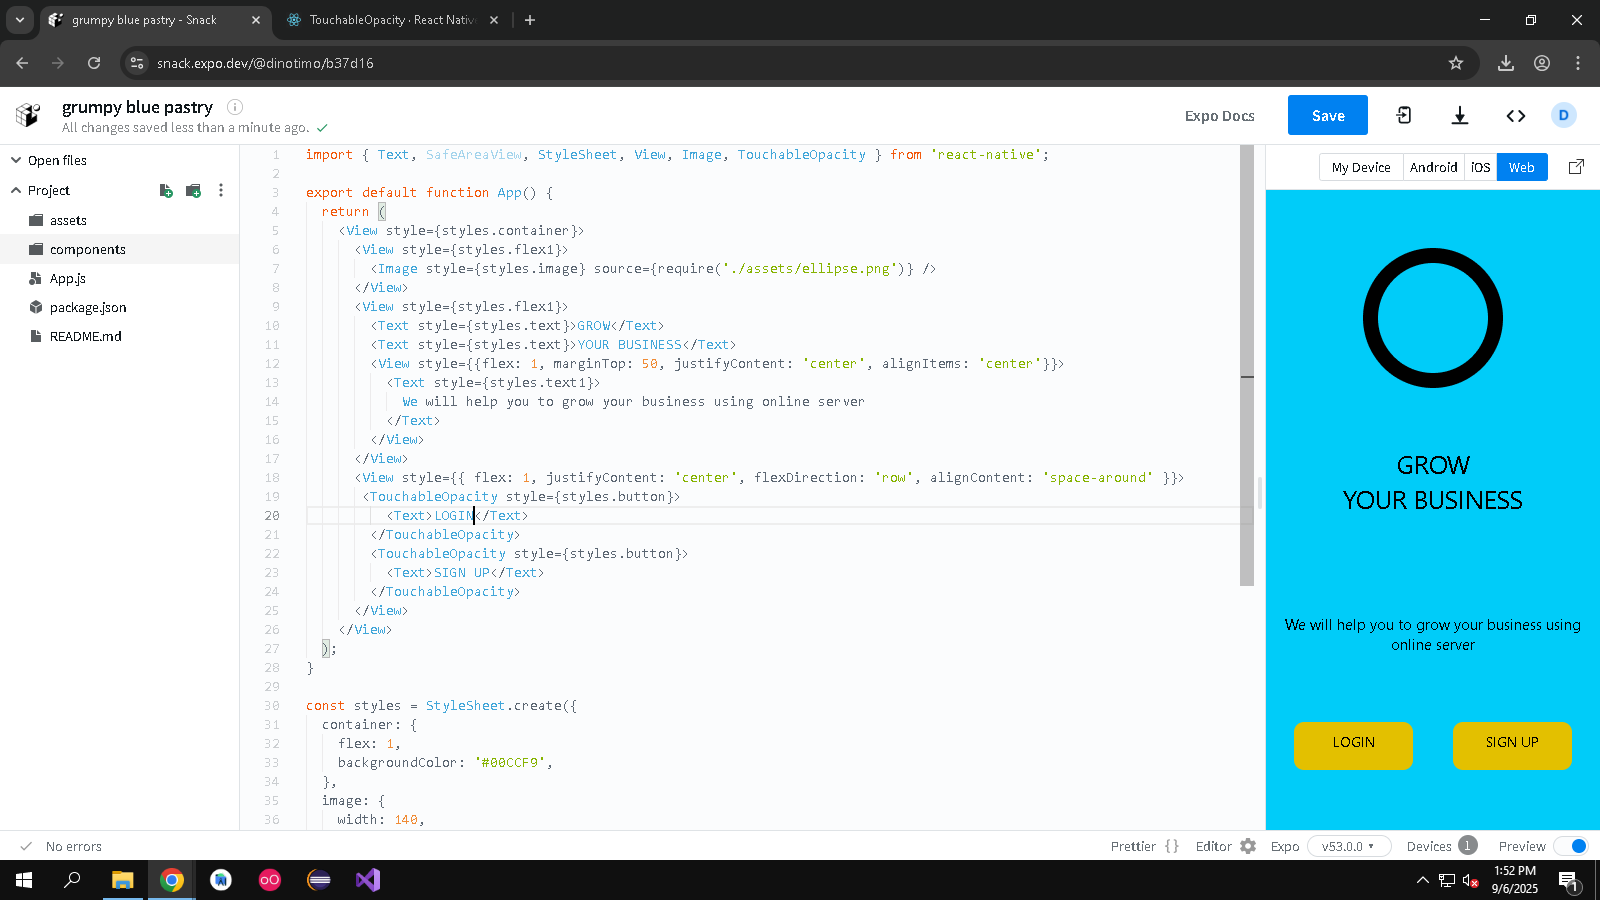 grumpy blue pastry - Snack
TouchableOpacity · React Native
snack.expo.dev/@dinotimo/b37d16
grumpy blue pastry
All changes saved less than a minute ago.
Expo Docs
Save
D
Open files
Project
assets
components
App.js
package.json
README.md
1 import { Text, SafeAreaView, StyleSheet, View, Image, TouchableOpacity } from 'react-native';
2
3 export default function App() {
4 return (
5 <View style={styles.container}>
6 <View style={styles.flex1}>
7 <Image style={styles.image} source={require('./assets/ellipse.png')} />
8 </View>
9 <View style={styles.flex1}>
10 <Text style={styles.text}>GROW</Text>
11 <Text style={styles.text}>YOUR BUSINESS</Text>
12 <View style={{flex: 1, marginTop: 50, justifyContent: 'center', alignItems: 'center'}}>
13 <Text style={styles.text1}>
14 We will help you to grow your business using online server
15 </Text>
16 </View>
17 </View>
18 <View style={{ flex: 1, justifyContent: 'center', flexDirection: 'row', alignContent: 'space-around' }}>
19 <TouchableOpacity style={styles.button}>
20 <Text>LOGIN</Text>
21 </TouchableOpacity>
22 <TouchableOpacity style={styles.button}>
23 <Text>SIGN UP</Text>
24 </TouchableOpacity>
25 </View>
26 </View>
27 );
28 }
29
30 const styles = StyleSheet.create({
31 container: {
32 flex: 1,
33 backgroundColor: '#00CCF9',
34 },
35 image: {
36 width: 140,
My Device
Android
iOS
Web
GROW
YOUR BUSINESS
We will help you to grow your business using
online server
LOGIN
SIGN UP
No errors
Prettier {}
Editor
Expo
v53.0.0
Devices
1
Preview
1:52 PM
9/6/2025
1